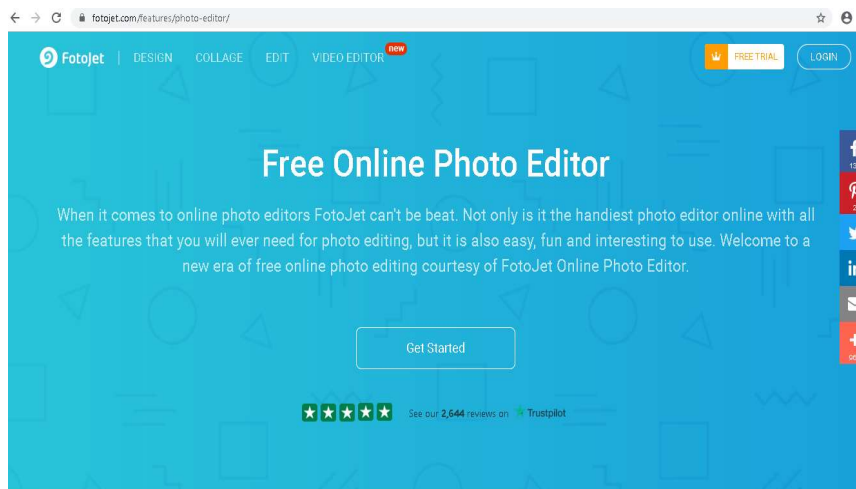 fotojet.com/features/photo-editor/
FotoJet | DESIGN COLLAGE EDIT VIDEO EDITOR new FREE TRIAL LOGIN
Free Online Photo Editor
When it comes to online photo editors FotoJet can't be beat. Not only is it the handiest photo editor online with all
the features that you will ever need for photo editing, but it is also easy, fun and interesting to use. Welcome to a
new era of free online photo editing courtesy of FotoJet Online Photo Editor.
Get Started
See our 2,644 reviews on Trustpilot